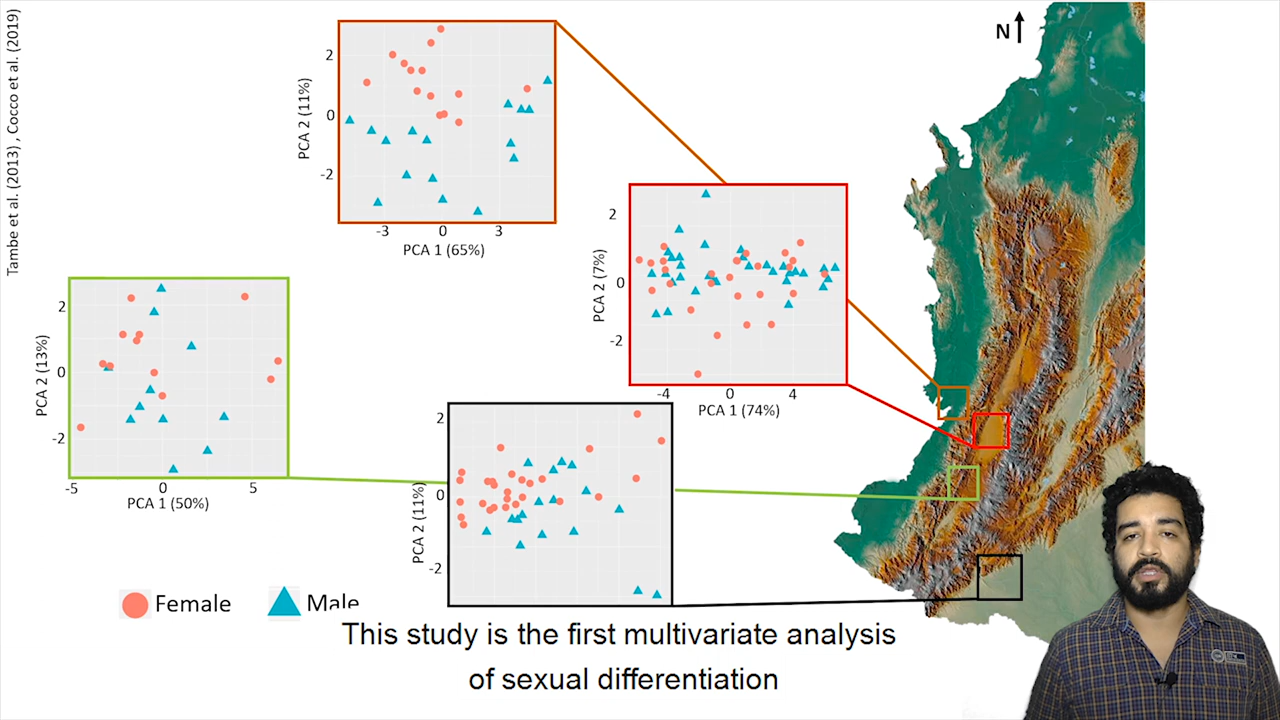 Tambe et al. (2013) , Cocco et al. (2019)
N
PCA 2 (11%)
2
0
-2
-3 0 3
PCA 1 (65%)
PCA 2 (7%)
2
0
-2
-4 0 4
PCA 1 (74%)
PCA 2 (13%)
2
0
-2
-5 0 5
PCA 1 (50%)
PCA 2 (11%)
2
0
-2
Female
Male
This study is the first multivariate analysis
of sexual differentiation